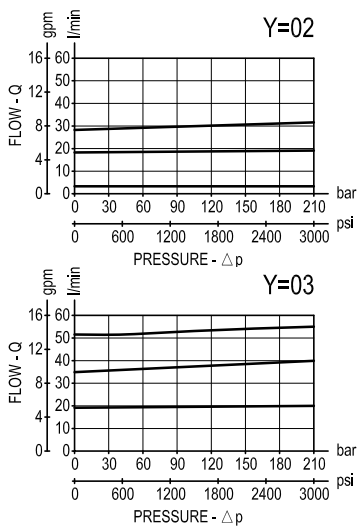 gpm l/min Y=02
16 60
50
12
40
8 30
20
4
10
0 0
FLOW - Q
0 30 60 90 120 150 180 210 bar
0 600 1200 1800 2400 3000 psi
PRESSURE - △p
gpm l/min Y=03
16 60
50
12
40
8 30
20
4
10
0 0
FLOW - Q
0 30 60 90 120 150 180 210 bar
0 600 1200 1800 2400 3000 psi
PRESSURE - △p